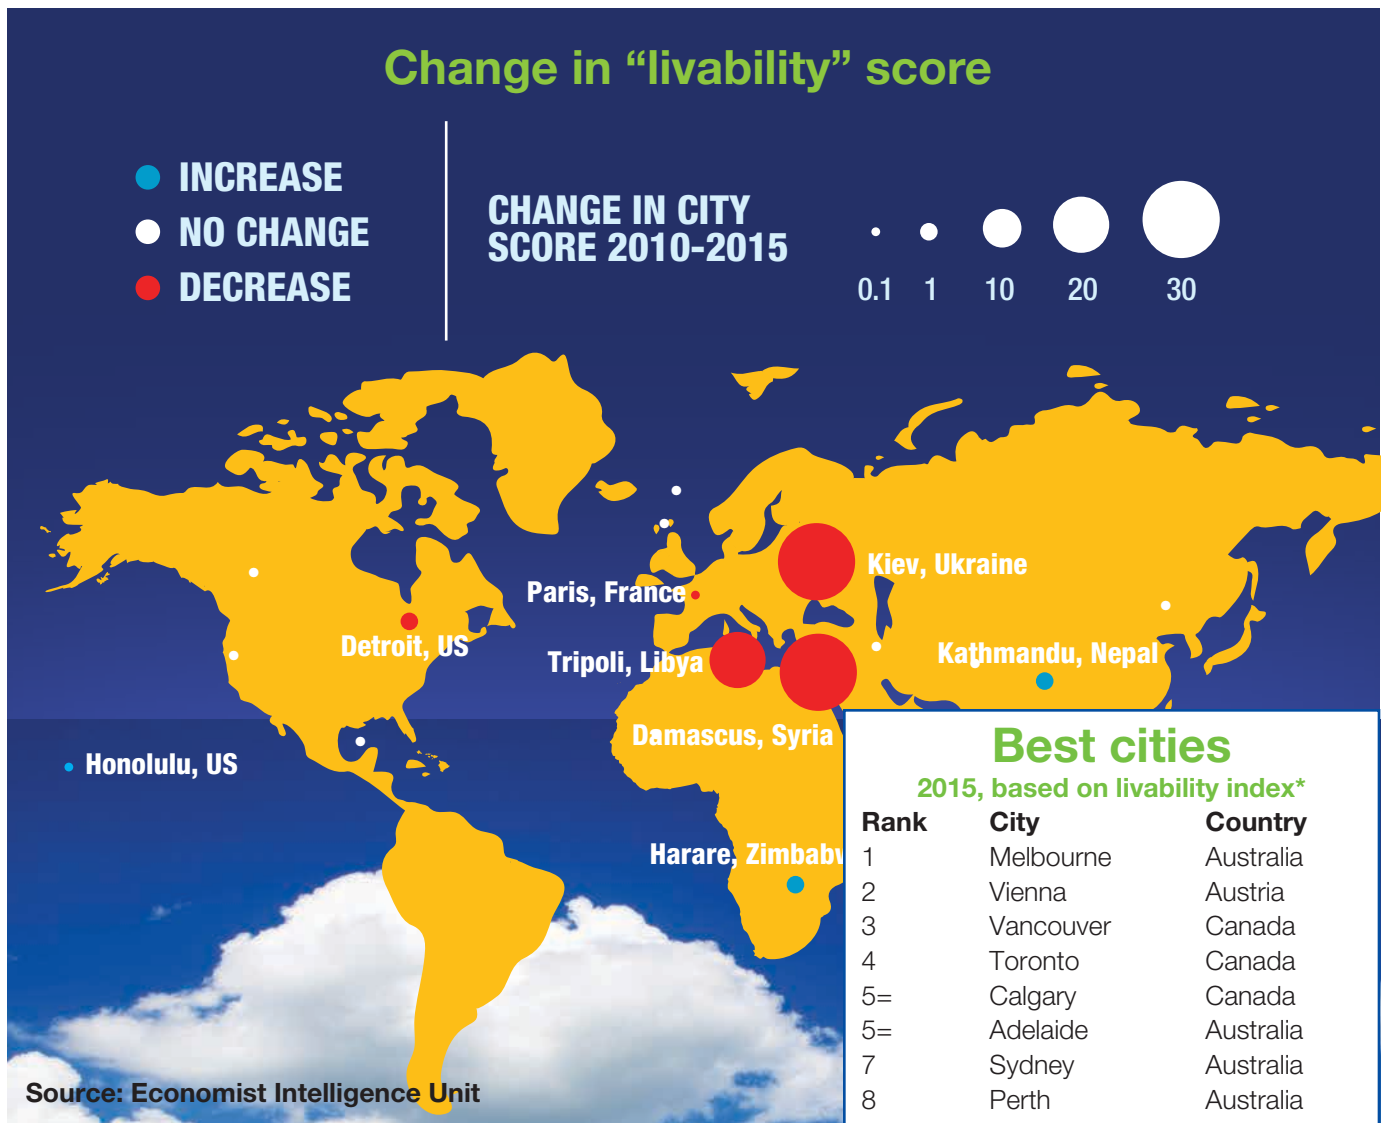 Change in “livability” score
INCREASE
NO CHANGE
DECREASE
CHANGE IN CITY
SCORE 2010-2015
0.1 1 10 20 30
Kiev, Ukraine
Paris, France
Detroit, US
Kathmandu, Nepal
Tripoli, Libya
Damascus, Syria
Honolulu, US
Harare,
Best cities
2015, based on livability index*
Rank City Country
1 Melbourne Australia
2 Vienna Austria
3 Vancouver Canada
4 Toronto Canada
5= Calgary Canada
5= Adelaide Australia
7 Sydney Australia
8 Perth Australia
Source: Economist Intelligence Unit